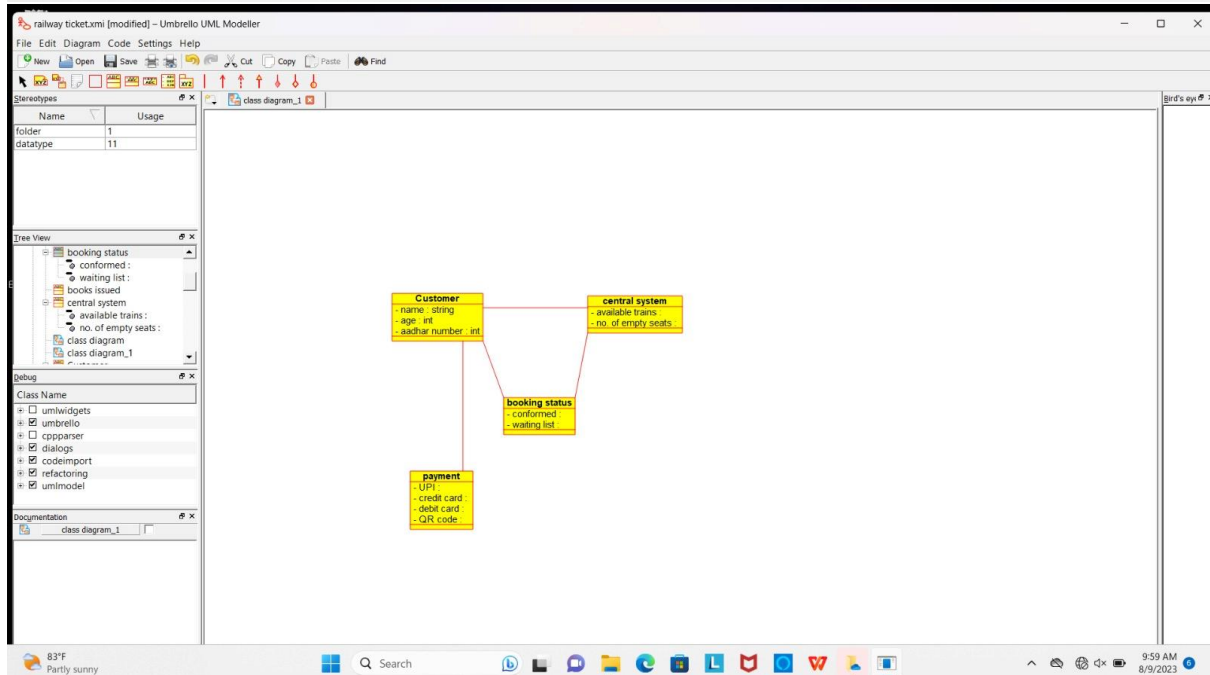 railway ticket.xmi [modified] – Umbrello UML Modeller
File Edit Diagram Code Settings Help
New Open Save Cut Copy Paste Find
Stereotypes
class diagram_1
Bird's eye
Name Usage
folder 1
datatype 11
Tree View
booking status
conformed :
waiting list :
books issued
central system
available trains :
no. of empty seats :
class diagram
class diagram_1
Debug
Class Name
umlwidgets
umbrello
cppparser
dialogs
codeimport
refactoring
umlmodel
Documentation
class diagram_1
Customer
- name : string
- age : int
- aadhar number : int
central system
- available trains :
- no. of empty seats :
booking status
- conformed :
- waiting list :
payment
- UPI :
- credit card :
- debit card :
- QR code :
83°F
Partly sunny
Search
9:59 AM
8/9/2023
6